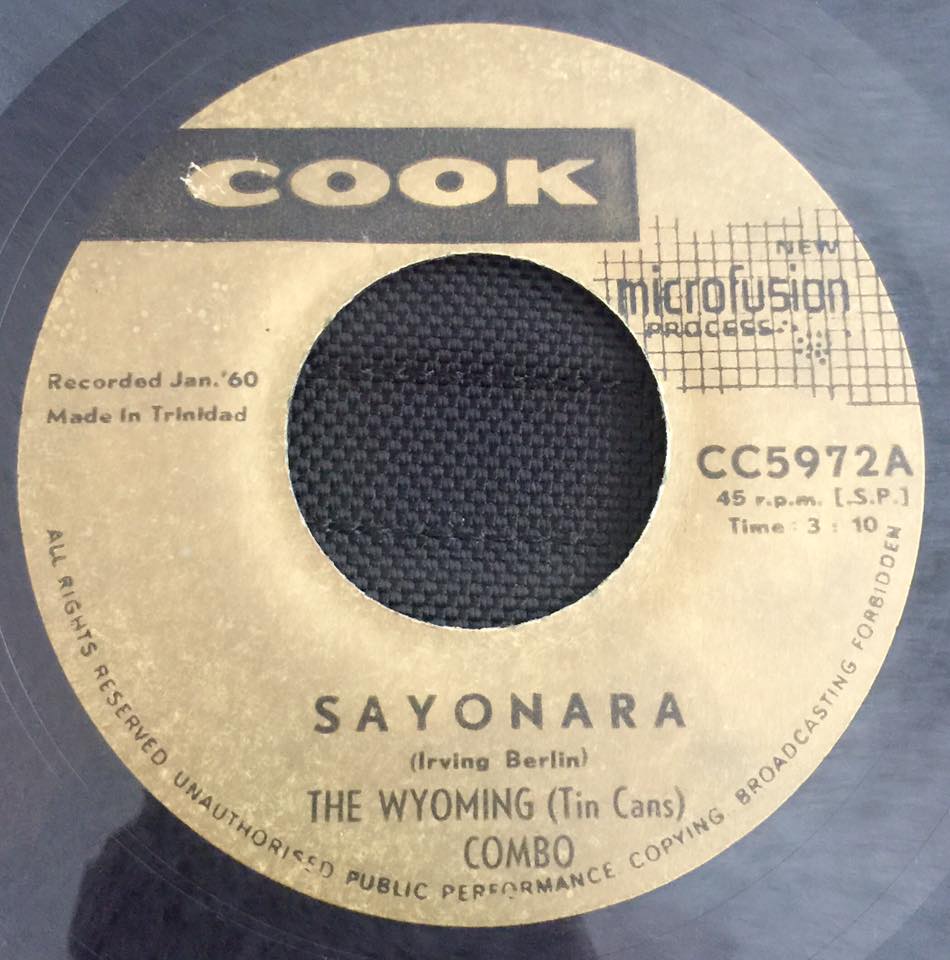 COOK
NEW
microfusion
PROCESS
Recorded Jan.'60
Made in Trinidad
CC5972A
45 r.p.m. [.S.P.]
Time : 3 : 10
SAYONARA
(Irving Berlin)
THE WYOMING (Tin Cans)
COMBO
ALL RIGHTS RESERVED UNAUTHORISED PUBLIC PERFORMANCE COPYING BROADCASTING FORBIDDEN